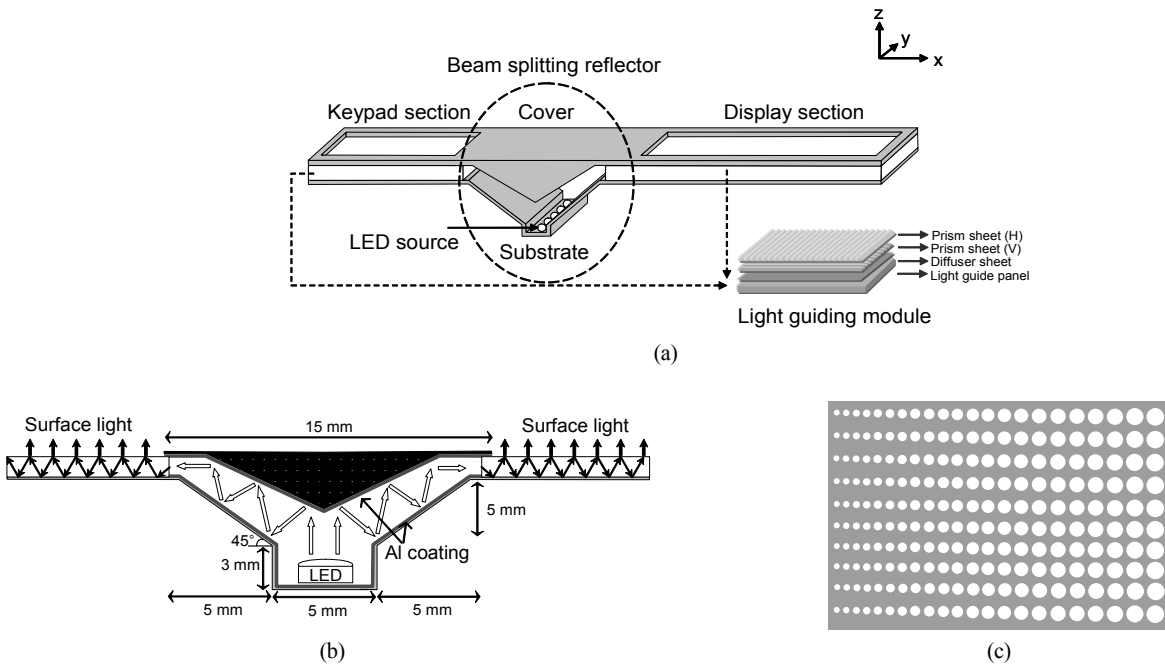 z
y
x
Beam splitting reflector
Keypad section
Cover
Display section
LED source
Substrate
Prism sheet (H)
Prism sheet (V)
Diffuser sheet
Light guide panel
Light guiding module
(a)
Surface light
15 mm
Surface light
5 mm
45°
Al coating
3 mm
LED
5 mm
5 mm
5 mm
(b)
(c)